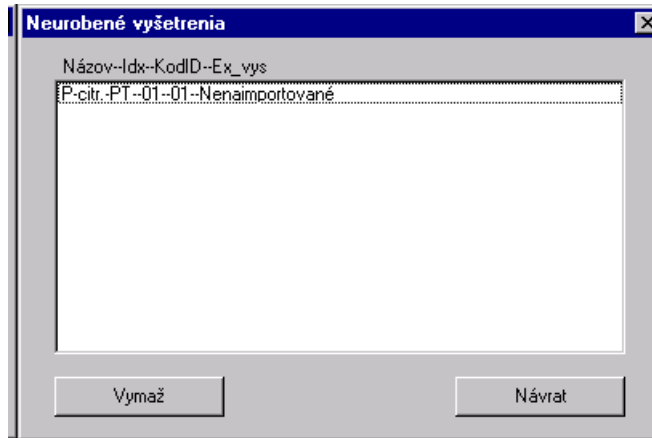 Neurobené vyšetrenia
Názov--Idx--KodID--Ex_vys
P-citr.-PT--01--01--Nenaimportované
Vymaž
Návrat